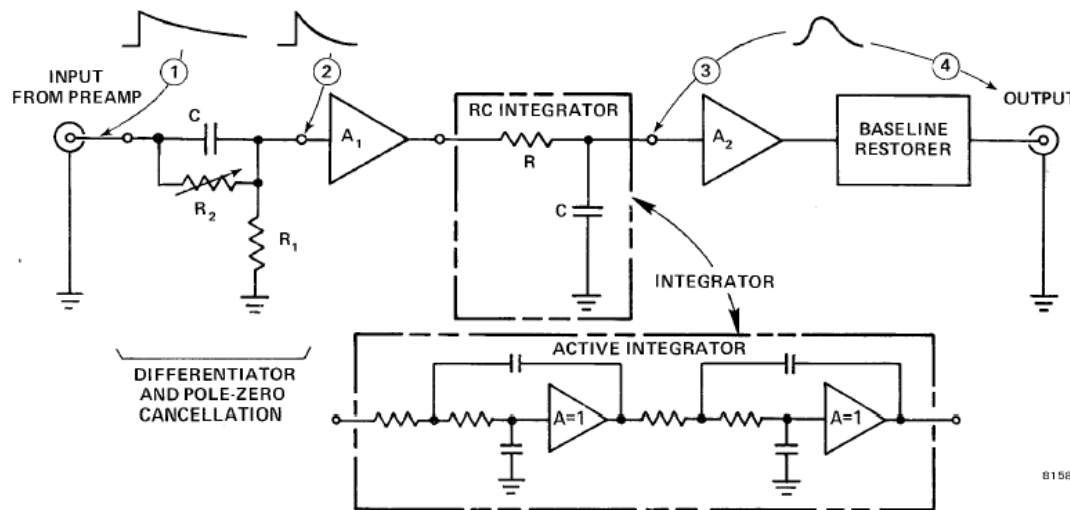 1
2
3
4
INPUT
FROM PREAMP
OUTPUT
C
R2
R1
A1
RC INTEGRATOR
R
C
A2
BASELINE
RESTORER
INTEGRATOR
DIFFERENTIATOR
AND POLE-ZERO
CANCELLATION
ACTIVE INTEGRATOR
A=1
A=1
8158